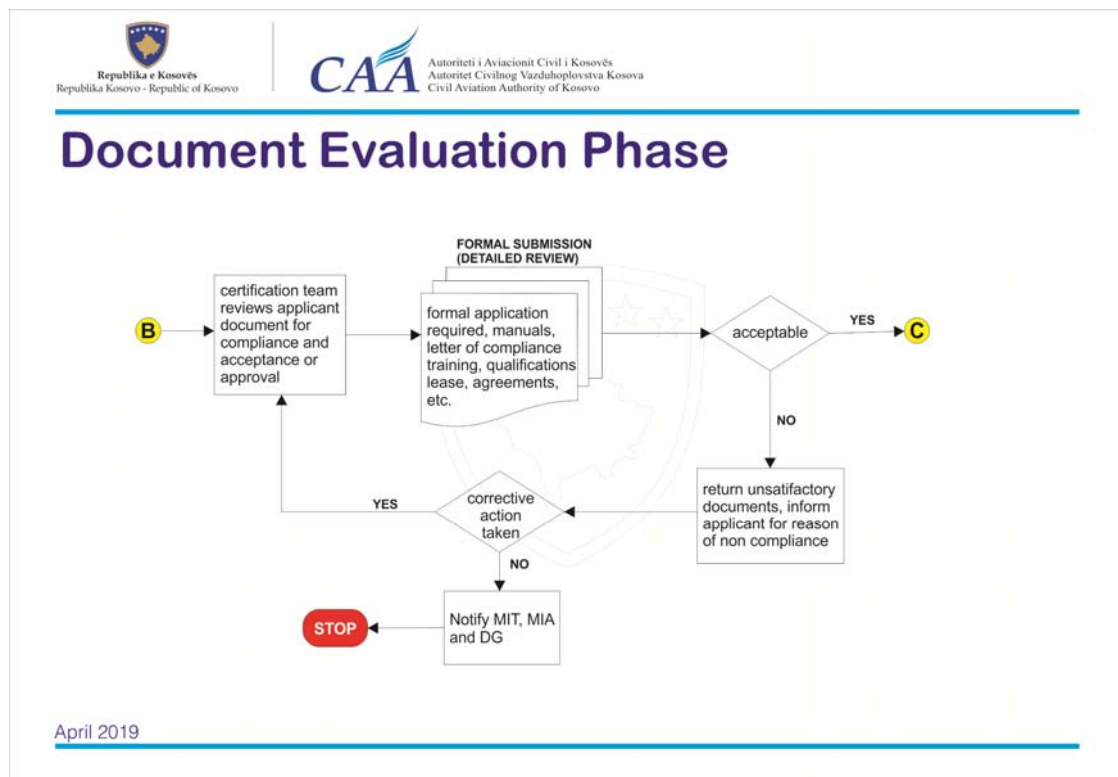 Republika e Kosovës
Republika Kosovo - Republic of Kosovo
CAA
Autoriteti i Aviacionit Civil i Kosovës
Autoritet Civilnog Vazduhoplovstva Kosova
Civil Aviation Authority of Kosovo
Document Evaluation Phase
FORMAL SUBMISSION
(DETAILED REVIEW)
B
certification team
reviews applicant
document for
compliance and
acceptance or
approval
formal application
required, manuals,
letter of compliance
training, qualifications
lease, agreements,
etc.
acceptable
YES
C
NO
return unsatifactory
documents, inform
applicant for reason
of non compliance
corrective
action
taken
YES
NO
Notify MIT, MIA
and DG
STOP
April 2019